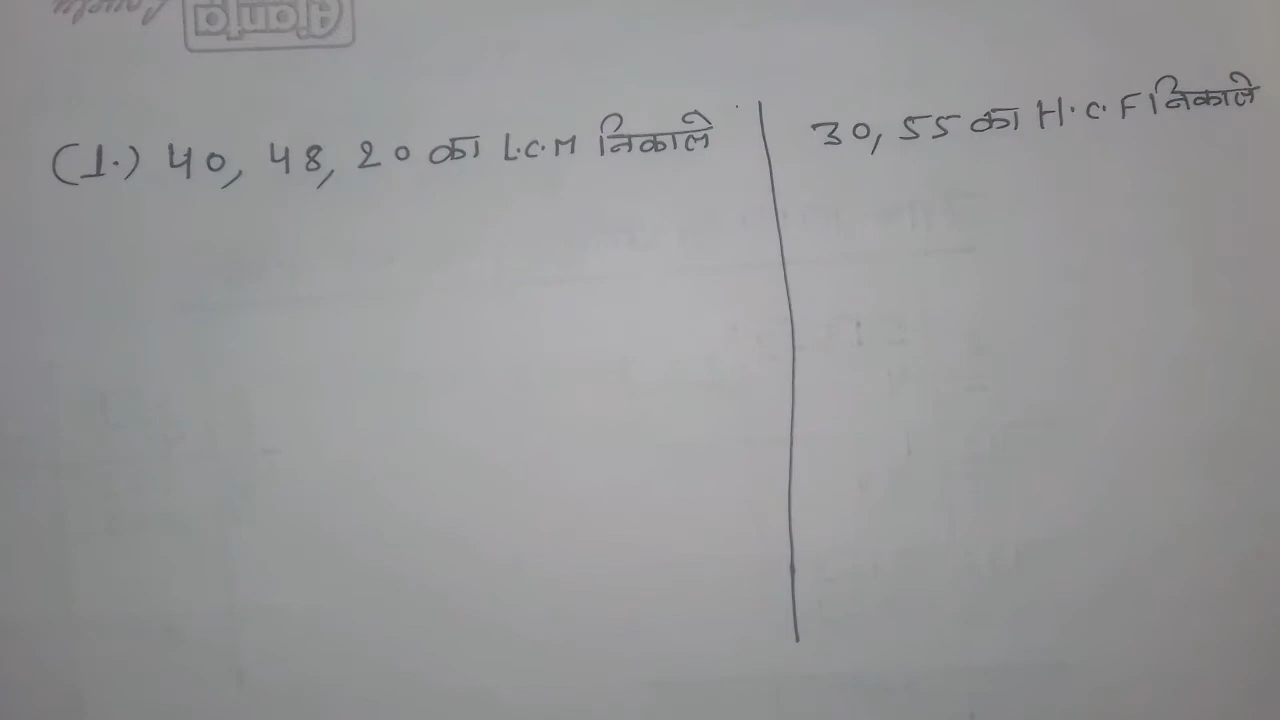 (1.) 40, 48, 20 का L.C.M निकाले
30, 55 का H.C.F निकाले